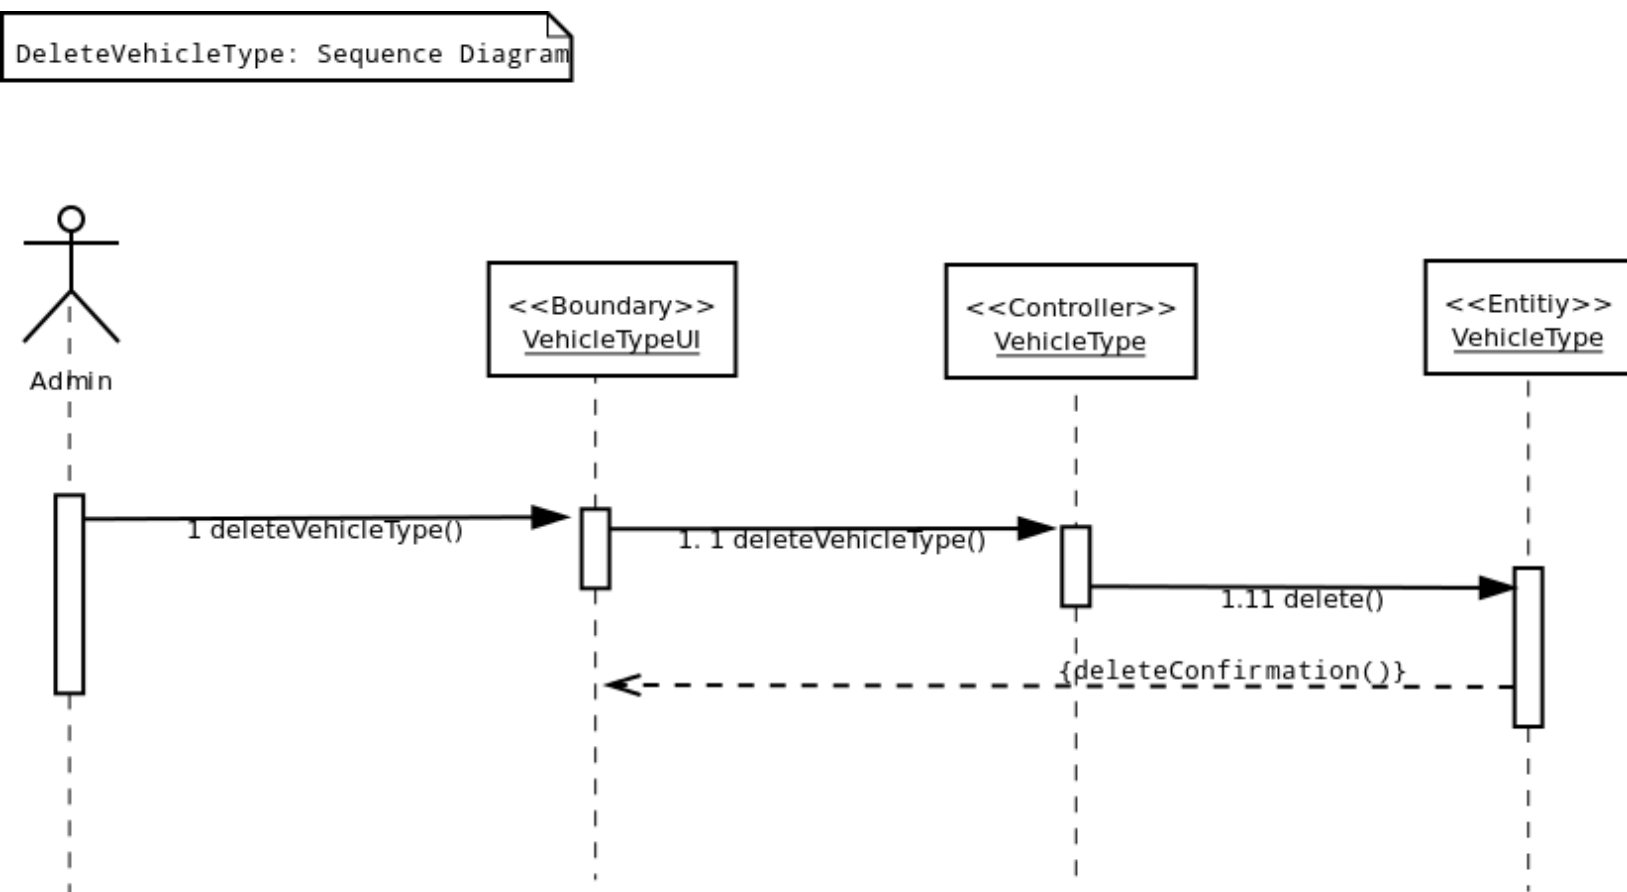 DeleteVehicleType: Sequence Diagram
Admin
<<Boundary>>
VehicleTypeUI
<<Controller>>
VehicleType
<<Entitiy>>
VehicleType
1 deleteVehicleType()
1. 1 deleteVehicleType()
1.11 delete()
{deleteConfirmation()}